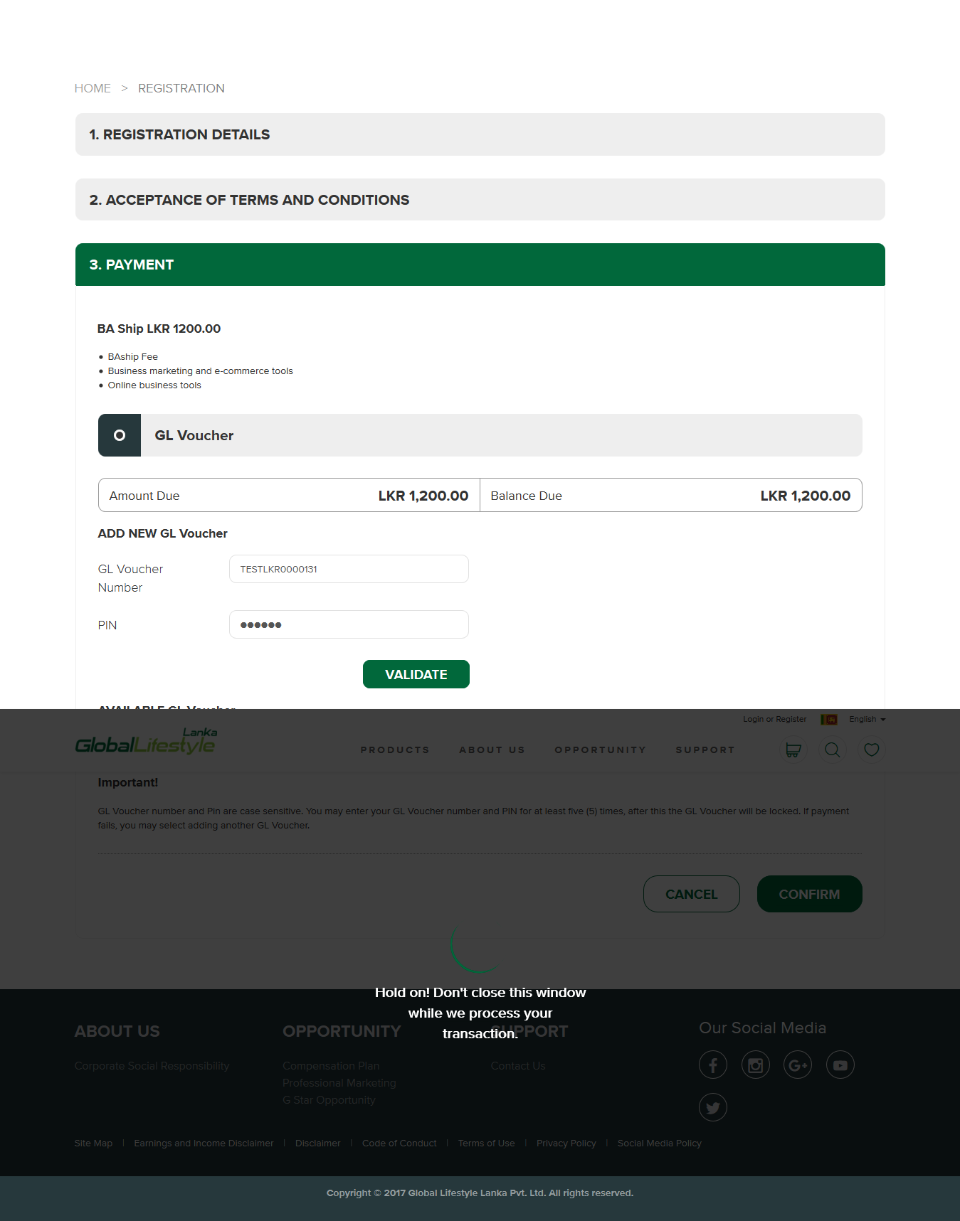 HOME > REGISTRATION
1. REGISTRATION DETAILS
2. ACCEPTANCE OF TERMS AND CONDITIONS
3. PAYMENT
BA Ship LKR 1200.00
• BAship Fee
• Business marketing and e-commerce tools
• Online business tools
GL Voucher
Amount Due LKR 1,200.00 Balance Due LKR 1,200.00
ADD NEW GL Voucher
GL Voucher
Number
TESTLKR0000131
PIN ●●●●●●
VALIDATE
AVAILABLE GL Voucher
Login or Register English
GlobalLifestyle Lanka
PRODUCTS ABOUT US OPPORTUNITY SUPPORT
Important!
GL Voucher number and Pin are case sensitive. You may enter your GL Voucher number and PIN for at least five (5) times, after this the GL Voucher will be locked. If payment
fails, you may select adding another GL Voucher.
CANCEL CONFIRM
Hold on! Don't close this window
while we process your
transaction.
ABOUT US OPPORTUNITY SUPPORT Our Social Media
Corporate Social Responsibility Compensation Plan Contact Us
Professional Marketing
G Star Opportunity
Site Map | Earnings and Income Disclaimer | Disclaimer | Code of Conduct | Terms of Use | Privacy Policy | Social Media Policy
Copyright © 2017 Global Lifestyle Lanka Pvt. Ltd. All rights reserved.